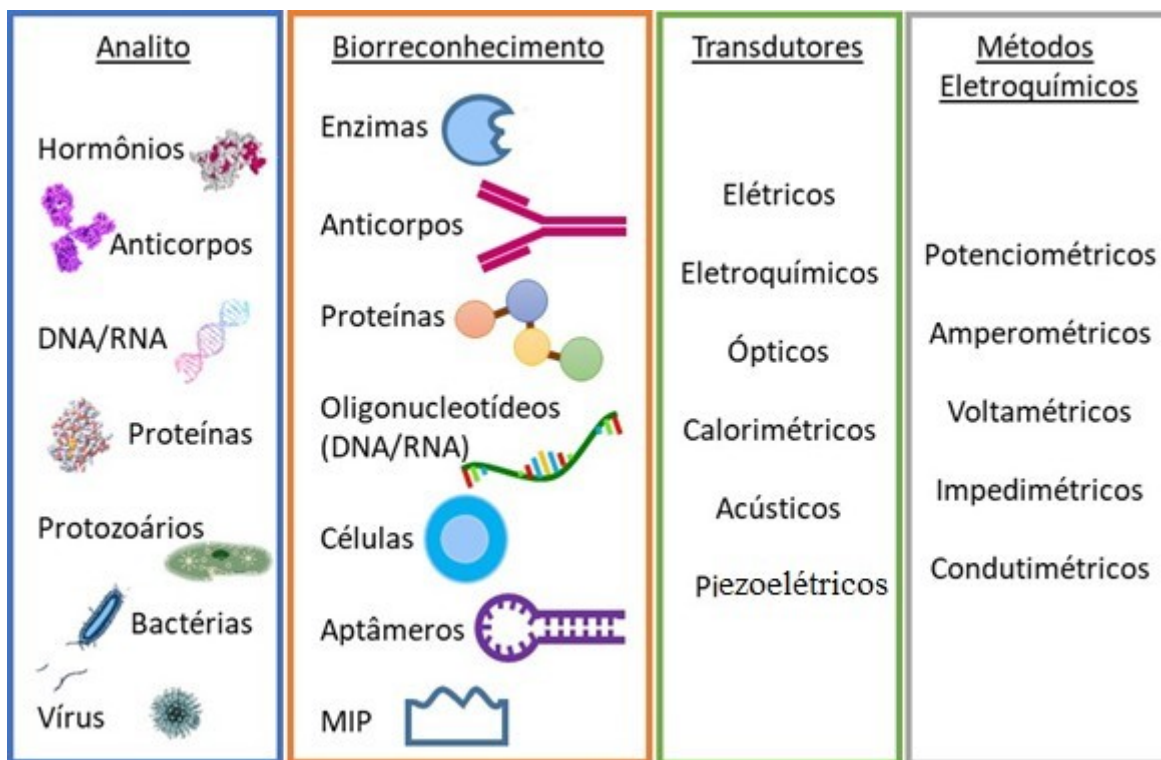 Analito
Hormônios
Anticorpos
DNA/RNA
Proteínas
Protozoários
Bactérias
Vírus
Biorreconhecimento
Enzimas
Anticorpos
Proteínas
Oligonucleotídeos
(DNA/RNA)
Células
Aptâmeros
MIP
Transdutores
Elétricos
Eletroquímicos
Ópticos
Calorimétricos
Acústicos
Piezoelétricos
Métodos
Eletroquímicos
Potenciométricos
Amperométricos
Voltamétricos
Impedimétricos
Condutimétricos